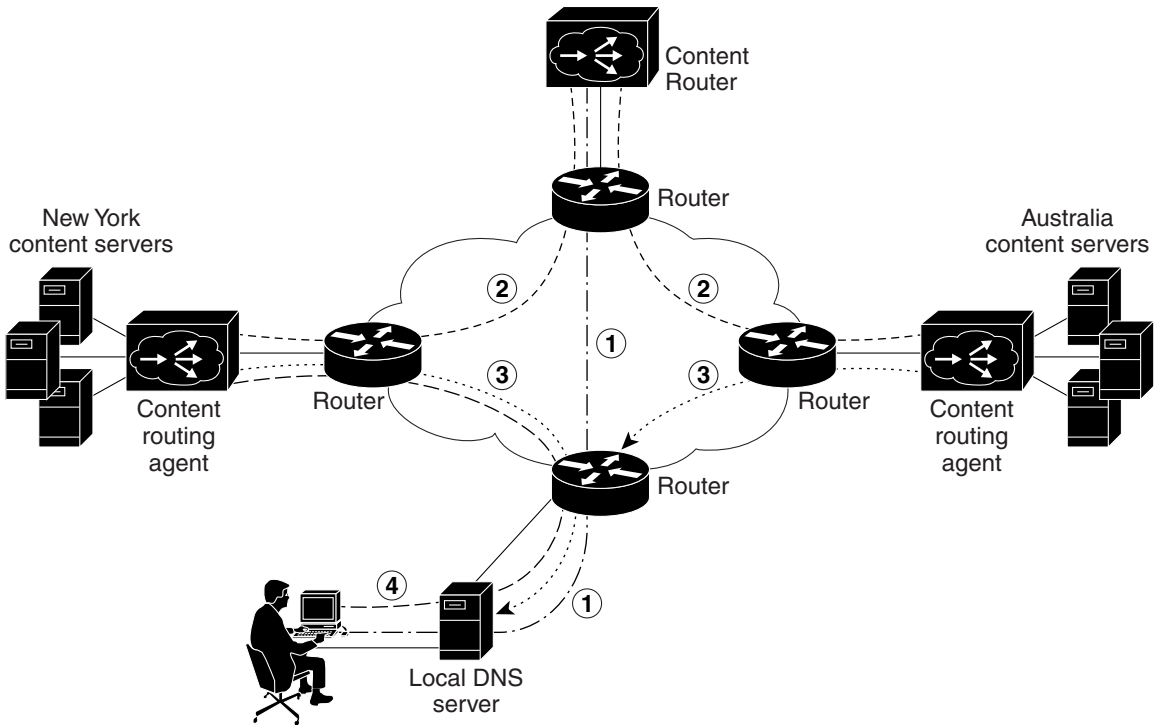 Content
Router
Router
New York
content servers
Australia
content servers
2
2
1
3
3
Router
Router
Content
routing
agent
Content
routing
agent
Router
4
1
Local DNS
server